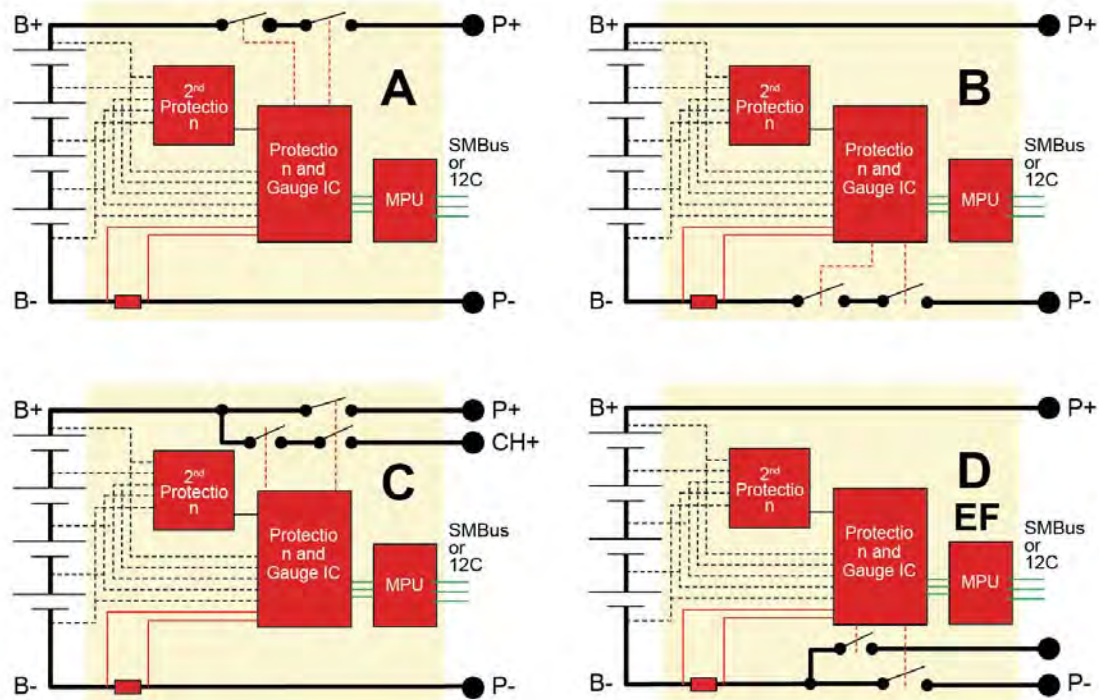 B+
P+
A
2nd
Protectio
n
Protectio
n and
Gauge IC
MPU
SMBus
or
12C
B-
P-
B+
P+
B
2nd
Protectio
n
Protectio
n and
Gauge IC
MPU
SMBus
or
12C
B-
P-
B+
P+
CH+
C
2nd
Protectio
n
Protectio
n and
Gauge IC
MPU
SMBus
or
12C
B-
P-
B+
P+
D
EF
2nd
Protectio
n
Protectio
n and
Gauge IC
MPU
SMBus
or
12C
B-
P-